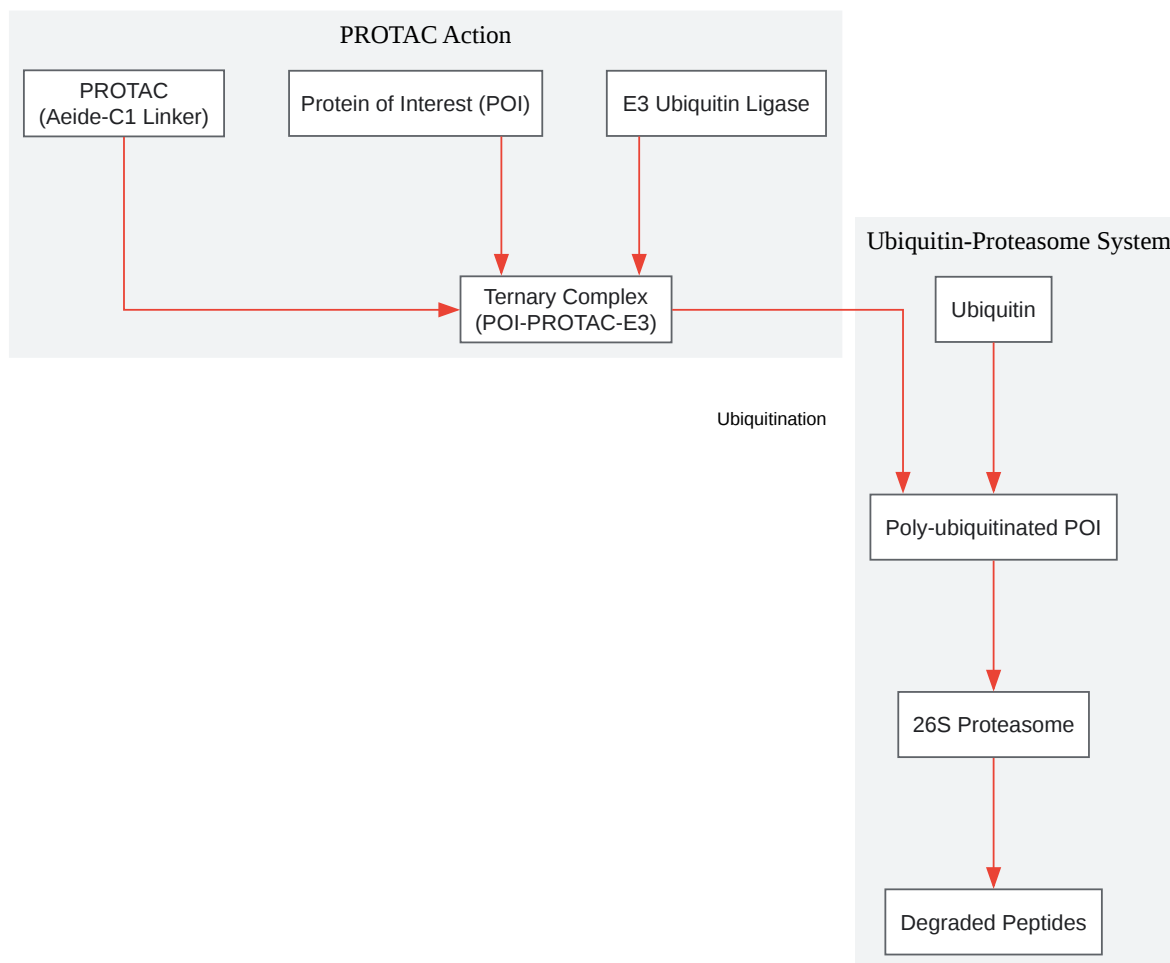 PROTAC Action
PROTAC
(Aeide-C1 Linker)
Protein of Interest (POI)
E3 Ubiquitin Ligase
Ubiquitin-Proteasome System
Ternary Complex
(POI-PROTAC-E3)
Ubiquitin
Ubiquitination
Poly-ubiquitinated POI
26S Proteasome
Degraded Peptides